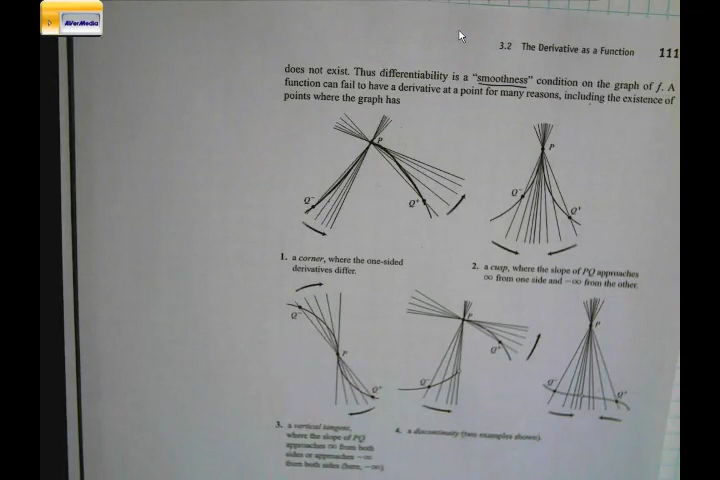 AVerMedia
3.2 The Derivative as a Function 111
does not exist. Thus differentiability is a “smoothness” condition on the graph of f. A
function can fail to have a derivative at a point for many reasons, including the existence of
points where the graph has
P
Q⁻
Q⁺
P
Q⁻
Q⁺
1. a corner, where the one-sided
derivatives differ.
2. a cusp, where the slope of PQ approaches
∞ from one side and −∞ from the other.
Q⁻
P
Q⁺
P
Q⁺
Q⁻
P
Q⁻
Q⁺
3. a vertical tangent,
where the slope of PQ
approaches ∞ from both
sides or approaches −∞
from both sides (here, −∞)
4. a discontinuity (two examples shown).